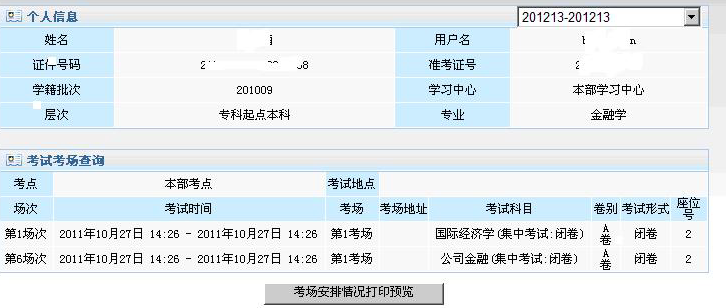 个人信息 201213-201213
姓名 用户名
证件号码 准考证号
学籍批次 201009 学习中心 本部学习中心
层次 专科起点本科 专业 金融学
考试考场查询
考点 本部考点 考试地点
场次 考试时间 考场 考场地址 考试科目 卷别 考试形式 座位号
第1场次 2011年10月27日 14:26 - 2011年10月27日 14:26 第1考场 国际经济学(集中考试:闭卷) A卷 闭卷 2
第6场次 2011年10月27日 14:26 - 2011年10月27日 14:26 第1考场 公司金融(集中考试:闭卷) A卷 闭卷 2
考场安排情况打印预览